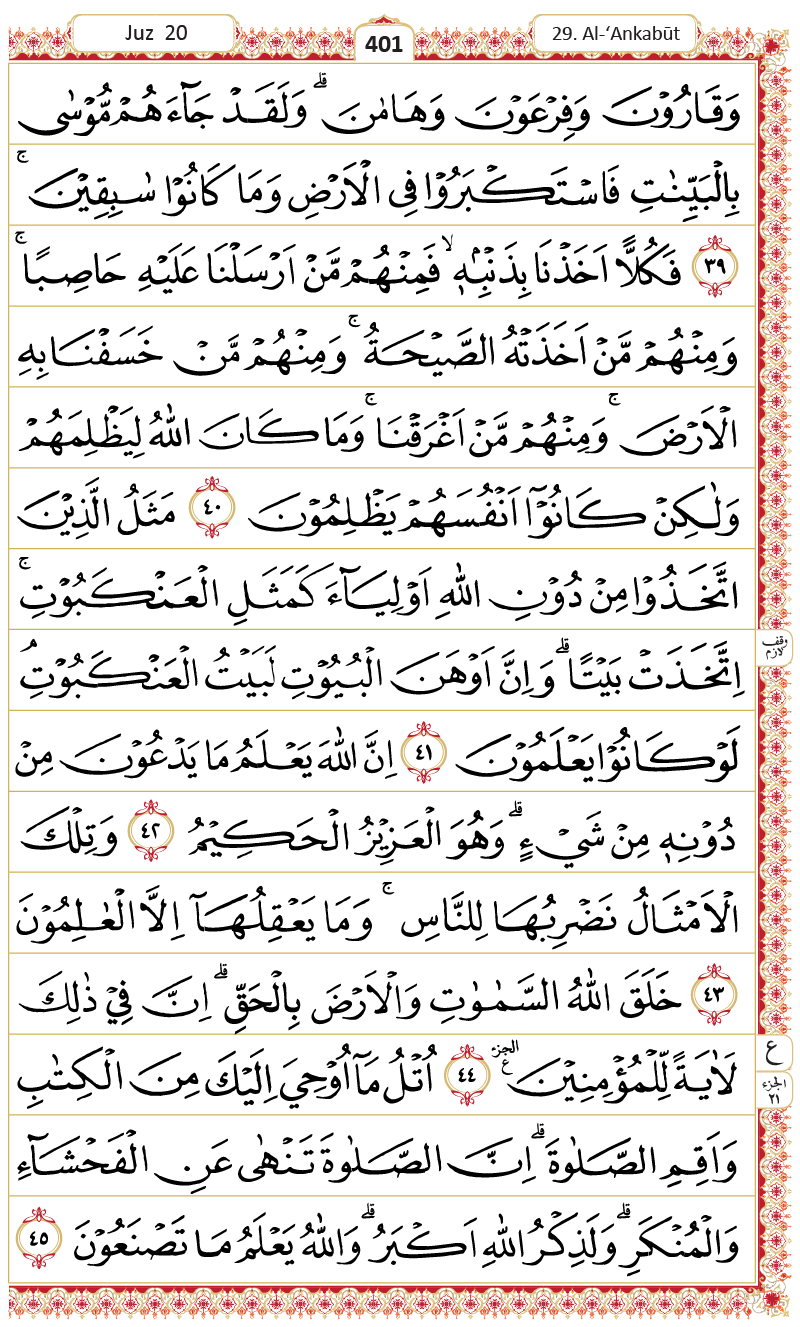 Juz 20
401
29. Al-‘Ankabūt
وَقَارُوْنَ وَفِرْعَوْنَ وَهَامٰنَ ۗوَلَقَدْ جَاۤءَهُمْ مُّوْسٰى
بِالْبَيِّنٰتِ فَاسْتَكْبَرُوْا فِى الْاَرْضِ وَمَا كَانُوْا سٰبِقِيْنَ ۚ
٣٩ فَكُلًّا اَخَذْنَا بِذَنْۢبِهٖ ۙ فَمِنْهُمْ مَّنْ اَرْسَلْنَا عَلَيْهِ حَاصِبًا ۚ
وَمِنْهُمْ مَّنْ اَخَذَتْهُ الصَّيْحَةُ ۚ وَمِنْهُمْ مَّنْ خَسَفْنَا بِهِ
الْاَرْضَ ۚ وَمِنْهُمْ مَّنْ اَغْرَقْنَا ۚ وَمَا كَانَ اللّٰهُ لِيَظْلِمَهُمْ
وَلٰكِنْ كَانُوْٓا اَنْفُسَهُمْ يَظْلِمُوْنَ ٤٠ مَثَلُ الَّذِيْنَ
اتَّخَذُوْا مِنْ دُوْنِ اللّٰهِ اَوْلِيَاۤءَ كَمَثَلِ الْعَنْكَبُوْتِ ۚ
اِتَّخَذَتْ بَيْتًا ۗوَاِنَّ اَوْهَنَ الْبُيُوْتِ لَبَيْتُ الْعَنْكَبُوْتِۘ
وقف لازم
لَوْ كَانُوْا يَعْلَمُوْنَ ٤١ اِنَّ اللّٰهَ يَعْلَمُ مَا يَدْعُوْنَ مِنْ
دُوْنِهٖ مِنْ شَيْءٍ ۗوَهُوَ الْعَزِيْزُ الْحَكِيْمُ ٤٢ وَتِلْكَ
الْاَمْثَالُ نَضْرِبُهَا لِلنَّاسِ ۚ وَمَا يَعْقِلُهَآ اِلَّا الْعٰلِمُوْنَ
٤٣ خَلَقَ اللّٰهُ السَّمٰوٰتِ وَالْاَرْضَ بِالْحَقِّ ۗاِنَّ فِيْ ذٰلِكَ
لَاٰيَةً لِّلْمُؤْمِنِيْنَ ࣖ الجزء ٤٤ اُتْلُ مَآ اُوْحِيَ اِلَيْكَ مِنَ الْكِتٰبِ
ع
الجزء
٢١
وَاَقِمِ الصَّلٰوةَ ۗاِنَّ الصَّلٰوةَ تَنْهٰى عَنِ الْفَحْشَاۤءِ
وَالْمُنْكَرِ ۗوَلَذِكْرُ اللّٰهِ اَكْبَرُ ۗوَاللّٰهُ يَعْلَمُ مَا تَصْنَعُوْنَ ٤٥